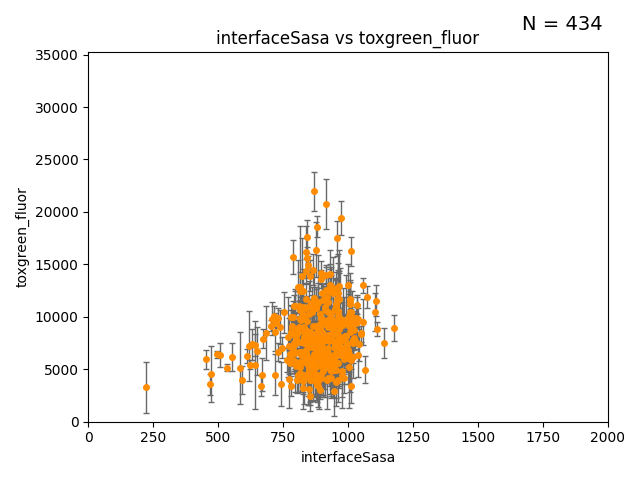 N = 434
interfaceSasa vs toxgreen_fluor
35000
30000
25000
20000
15000
10000
5000
0
toxgreen_fluor
0 250 500 750 1000 1250 1500 1750 2000
interfaceSasa